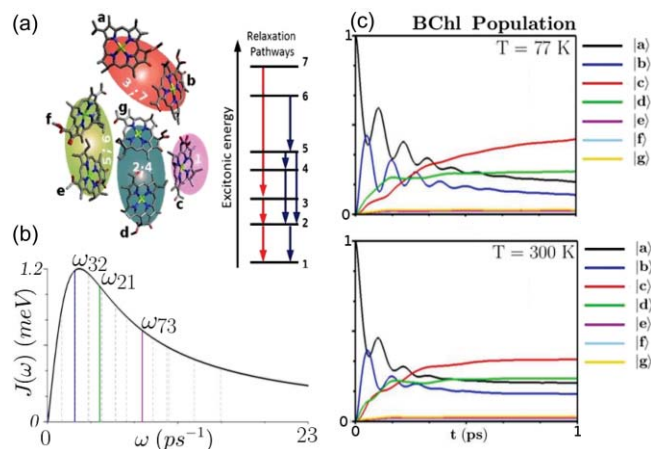 (a)
a
b
3 ; 7
f
g
5 ; 6
2 ; 4
1
e
c
d
Relaxation
Pathways
Excitonic energy
7
6
5
4
3
2
1
(b)
J(ω) (meV)
1.2
0
ω32
ω21
ω73
0
ω (ps⁻¹)
23
(c)
BChl Population
1
T = 77 K
0
|a⟩
|b⟩
|c⟩
|d⟩
|e⟩
|f⟩
|g⟩
1
T = 300 K
0
0
t (ps)
1
|a⟩
|b⟩
|c⟩
|d⟩
|e⟩
|f⟩
|g⟩